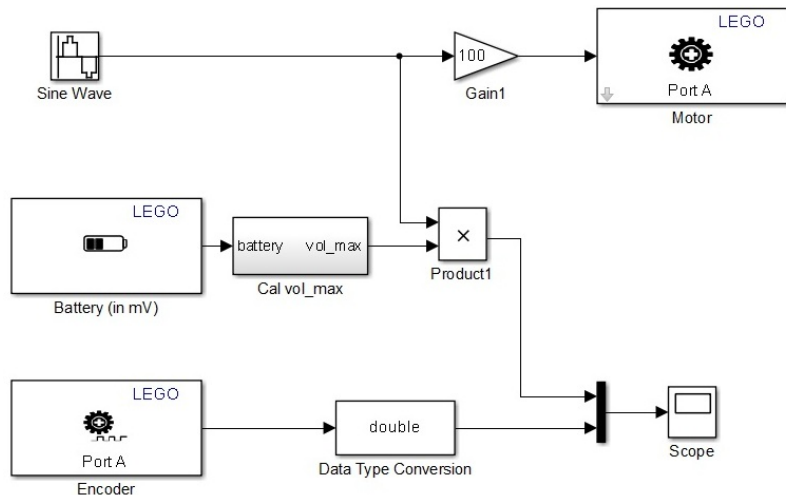 LEGO
Port A
Motor
Sine Wave
100
Gain1
LEGO
Battery (in mV)
battery vol_max
Cal vol_max
×
Product1
LEGO
Port A
Encoder
double
Data Type Conversion
Scope